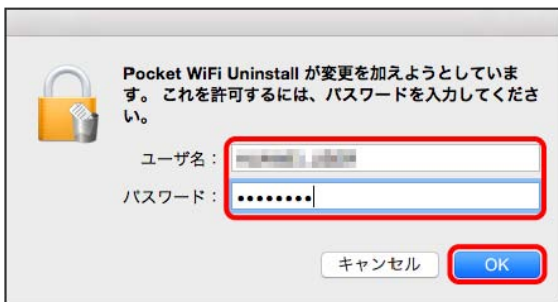 Pocket WiFi Uninstall が変更を加えようとしていま
す。 これを許可するには、パスワードを入力してくださ
い。
ユーザ名：
パスワード： ••••••••
キャンセル
OK